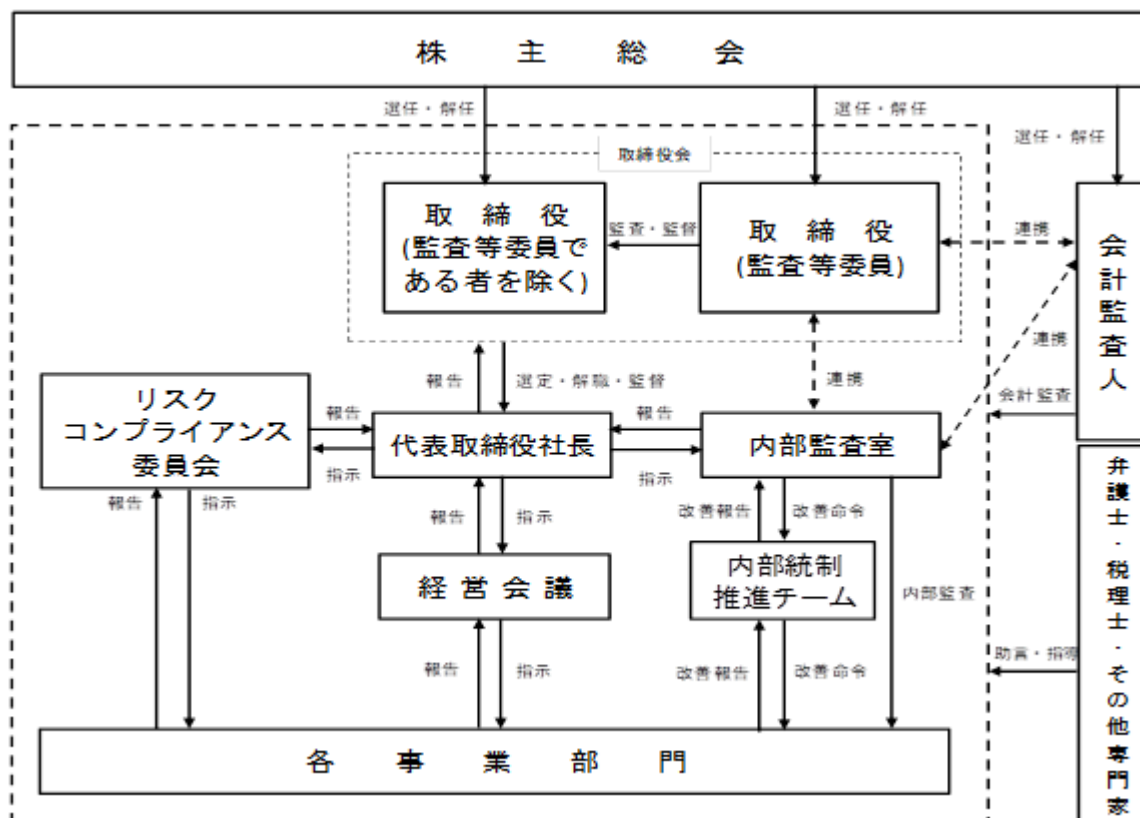 株主総会
選任・解任
選任・解任
選任・解任
取締役会
取締役
(監査等委員で
ある者を除く)
監査・監督
取締役
(監査等委員)
連携
会計監査人
連携
報告
選定・解職・監督
連携
会計監査
リスク
コンプライアンス
委員会
報告
指示
代表取締役社長
報告
指示
内部監査室
報告
指示
報告
指示
改善報告
改善命令
経営会議
内部統制
推進チーム
内部監査
弁護士・税理士・その他専門家
助言・指導
報告
指示
改善報告
改善命令
各事業部門